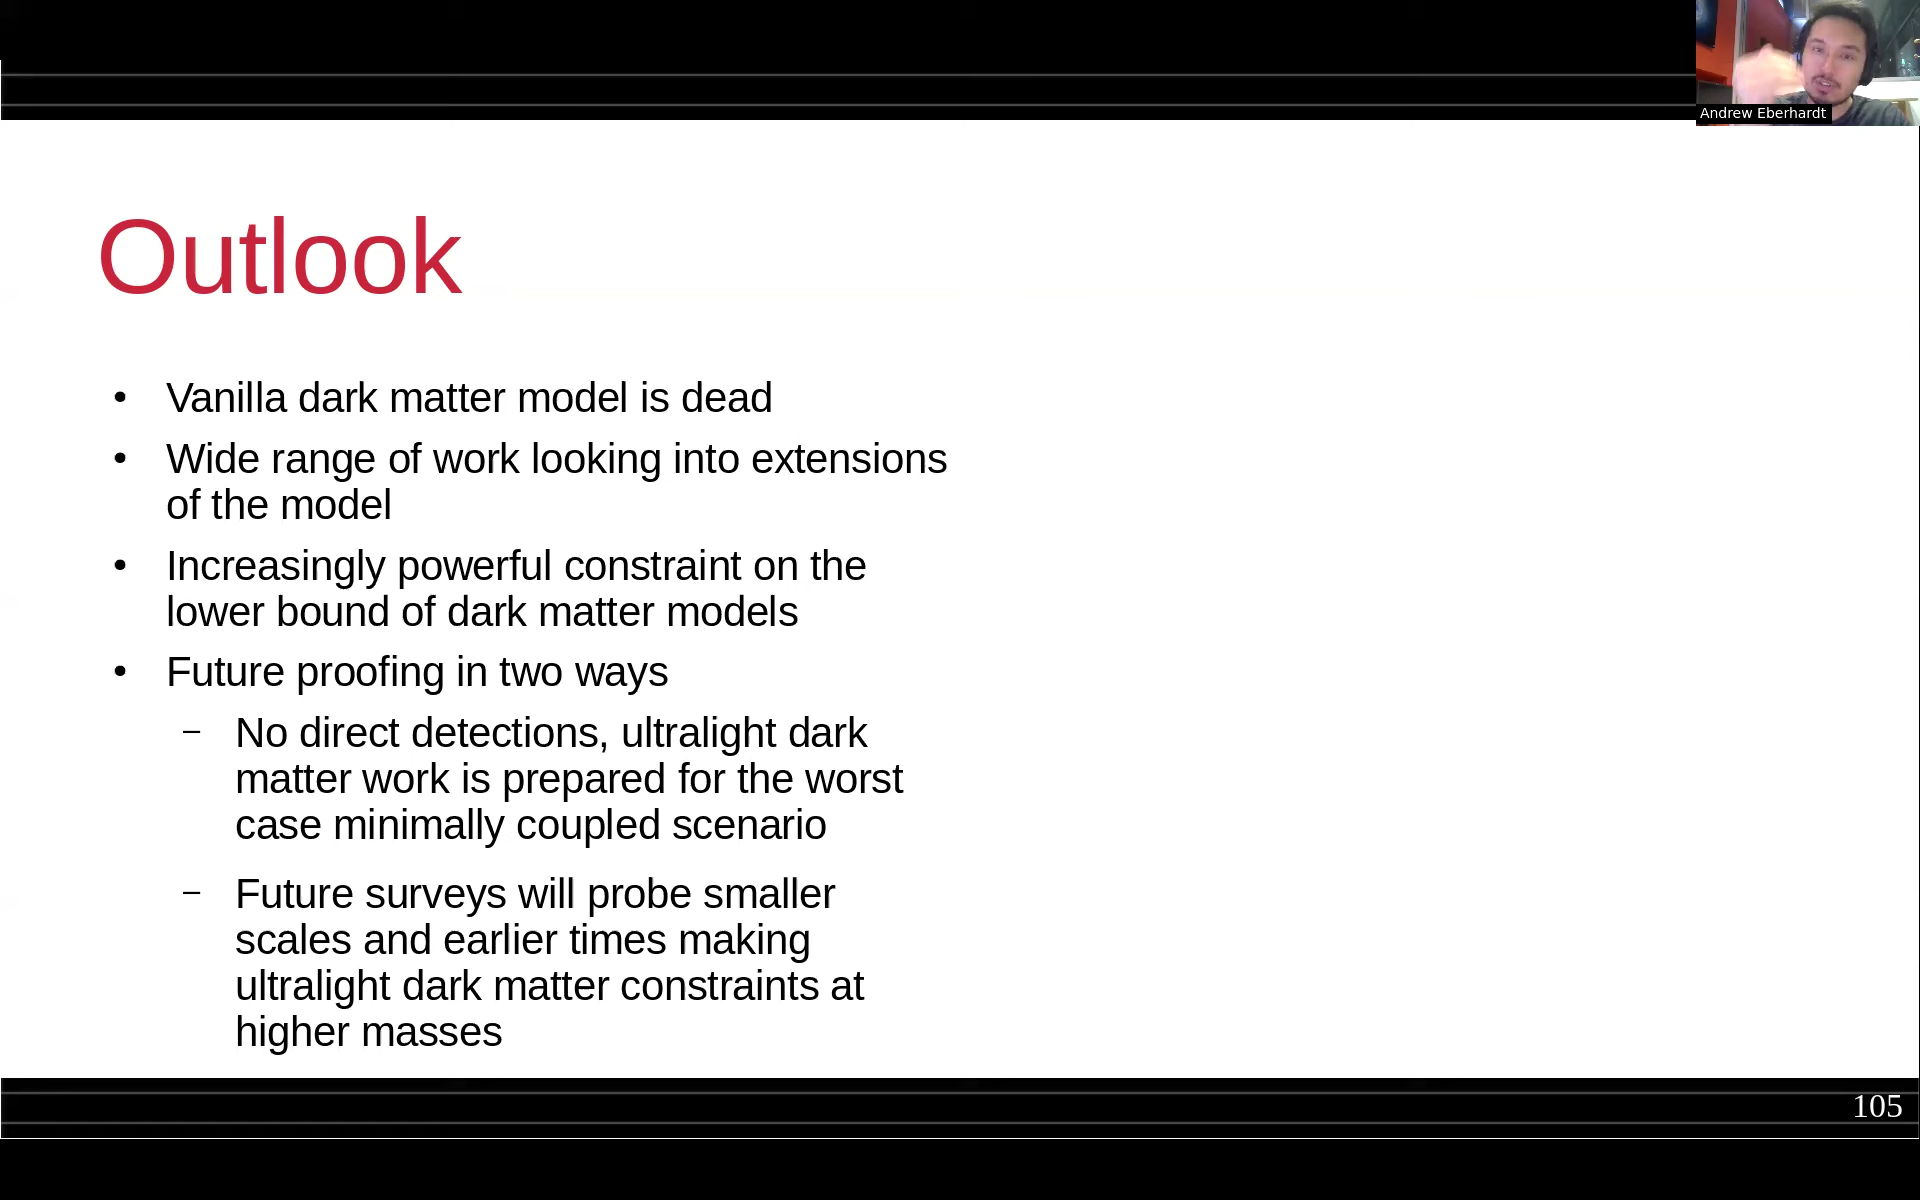 Andrew Eberhardt
Outlook
• Vanilla dark matter model is dead
• Wide range of work looking into extensions
of the model
• Increasingly powerful constraint on the
lower bound of dark matter models
• Future proofing in two ways
– No direct detections, ultralight dark
matter work is prepared for the worst
case minimally coupled scenario
– Future surveys will probe smaller
scales and earlier times making
ultralight dark matter constraints at
higher masses
105